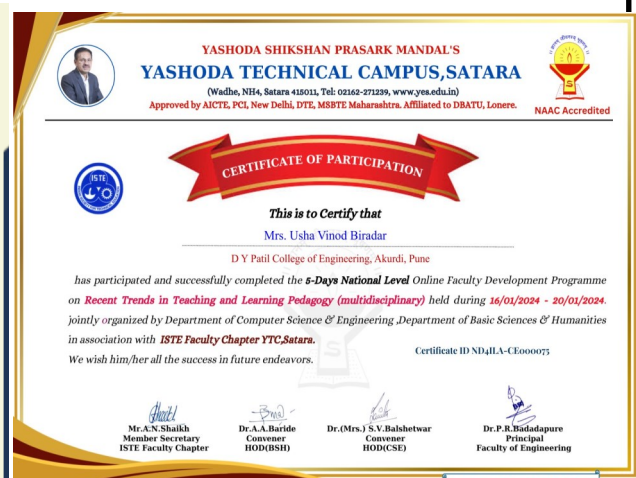 YASHODA SHIKSHAN PRASARK MANDAL'S
YASHODA TECHNICAL CAMPUS,SATARA
(Wadhe, NH4, Satara 415011, Tel: 02162-271239, www.yes.edu.in)
Approved by AICTE, PCI, New Delhi, DTE, MSBTE Maharashtra. Affiliated to DBATU, Lonere.
NAAC Accredited
CERTIFICATE OF PARTICIPATION
ISTE
This is to Certify that
Mrs. Usha Vinod Biradar
D Y Patil College of Engineering, Akurdi, Pune
has participated and successfully completed the 5-Days National Level Online Faculty Development Programme
on Recent Trends in Teaching and Learning Pedagogy (multidisciplinary) held during 16/01/2024 - 20/01/2024.
jointly organized by Department of Computer Science & Engineering ,Department of Basic Sciences & Humanities
in association with ISTE Faculty Chapter YTC,Satara.
Certificate ID ND4ILA-CE000075
We wish him/her all the success in future endeavors.
Mr.A.N.Shaikh
Member Secretary
ISTE Faculty Chapter
Dr.A.A.Baride
Convener
HOD(BSH)
Dr.(Mrs.) S.V.Balshetwar
Convener
HOD(CSE)
Dr.P.R.Badadapure
Principal
Faculty of Engineering